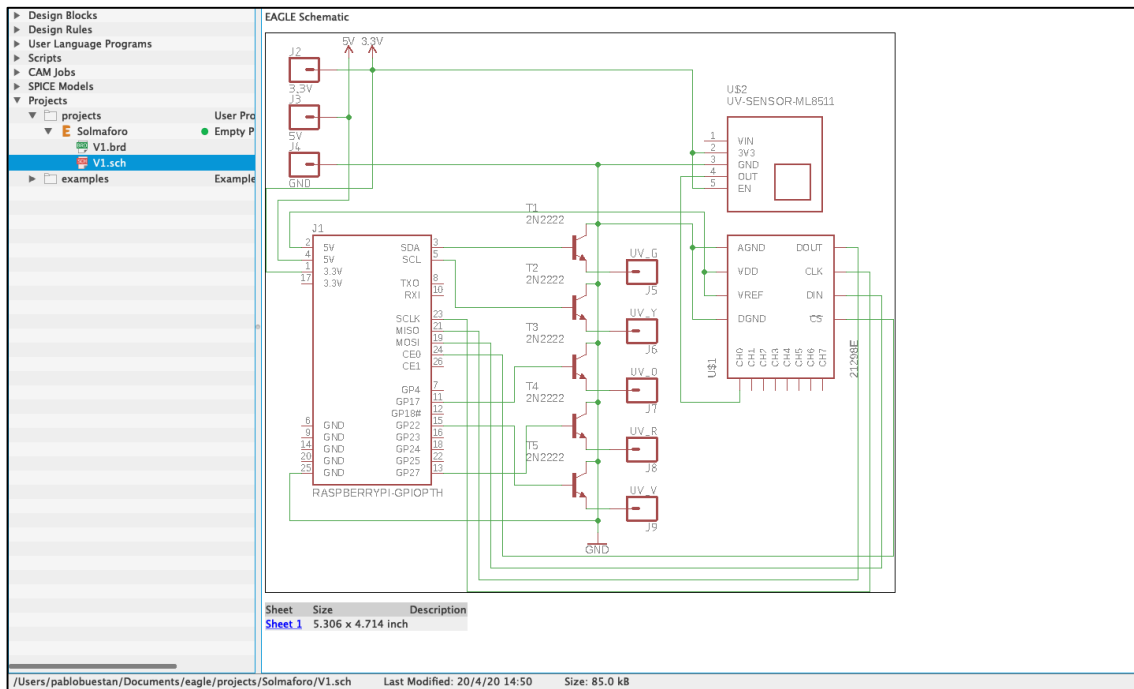 Design Blocks
Design Rules
User Language Programs
Scripts
CAM Jobs
SPICE Models
Projects
projects
User Pro
Solmaforo
Empty P
V1.brd
V1.sch
examples
Example
EAGLE Schematic
5V 3.3V
J2
3.3V
J3
5V
J4
GND
U$2
UV-SENSOR-ML8511
1 VIN
2 3V3
3 GND
4 OUT
5 EN
J1
2 5V
4 5V
1 3.3V
17 3.3V
6 GND
9 GND
14 GND
20 GND
25 GND
SDA 3
SCL 5
TXO 8
RXI 10
SCLK 23
MISO 21
MOSI 19
CE0 24
CE1 26
GP4 7
GP17 11
GP18# 12
GP22 15
GP23 16
GP24 18
GP25 22
GP27 13
RASPBERRYPI-GPIOPTH
T1
2N2222
T2
2N2222
T3
2N2222
T4
2N2222
T5
2N2222
UV_G
J5
UV_Y
J6
UV_O
J7
UV_R
J8
UV_V
J9
GND
AGND DOUT
VDD CLK
VREF DIN
DGND CS
CH0 CH1 CH2 CH3 CH4 CH5 CH6 CH7
U$1
21298E
Sheet Size Description
Sheet 1 5.306 x 4.714 inch
/Users/pablobuestan/Documents/eagle/projects/Solmaforo/V1.sch Last Modified: 20/4/20 14:50 Size: 85.0 kB